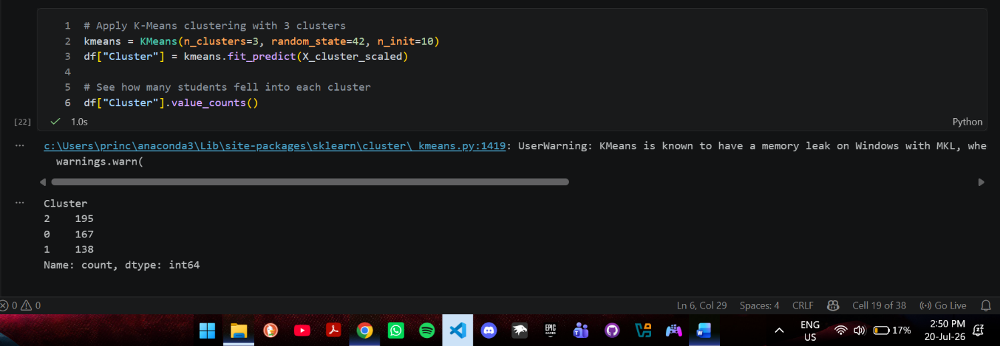 1 # Apply K-Means clustering with 3 clusters
2 kmeans = KMeans(n_clusters=3, random_state=42, n_init=10)
3 df["Cluster"] = kmeans.fit_predict(X_cluster_scaled)
4
5 # See how many students fell into each cluster
6 df["Cluster"].value_counts()
[22] 1.0s Python
... c:\Users\princ\anaconda3\Lib\site-packages\sklearn\cluster\_kmeans.py:1419: UserWarning: KMeans is known to have a memory leak on Windows with MKL, whe
warnings.warn(
... Cluster
2 195
0 167
1 138
Name: count, dtype: int64
0 0 Ln 6, Col 29 Spaces: 4 CRLF Cell 19 of 38 Go Live
EPIC GAMES
ENG
US
17%
2:50 PM
20-Jul-26